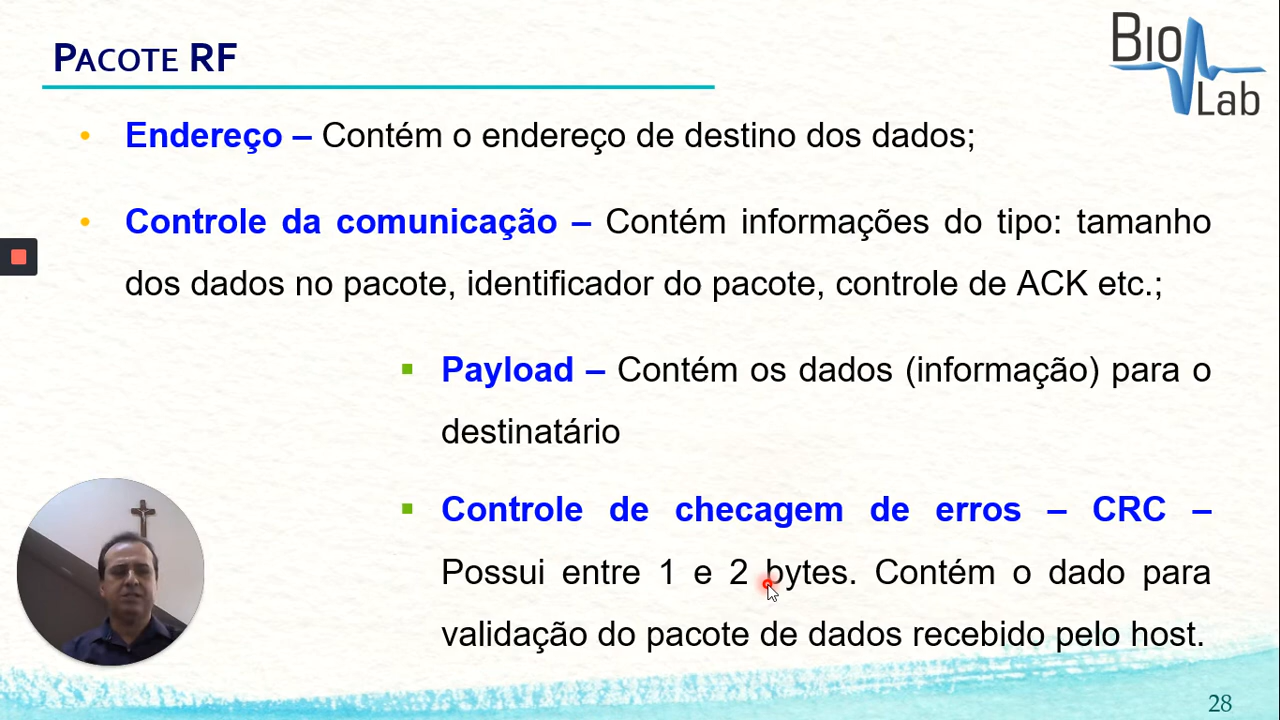 PACOTE RF
Bio
Lab
• Endereço – Contém o endereço de destino dos dados;
• Controle da comunicação – Contém informações do tipo: tamanho
dos dados no pacote, identificador do pacote, controle de ACK etc.;
▪ Payload – Contém os dados (informação) para o
destinatário
▪ Controle de checagem de erros – CRC –
Possui entre 1 e 2 bytes. Contém o dado para
validação do pacote de dados recebido pelo host.
28